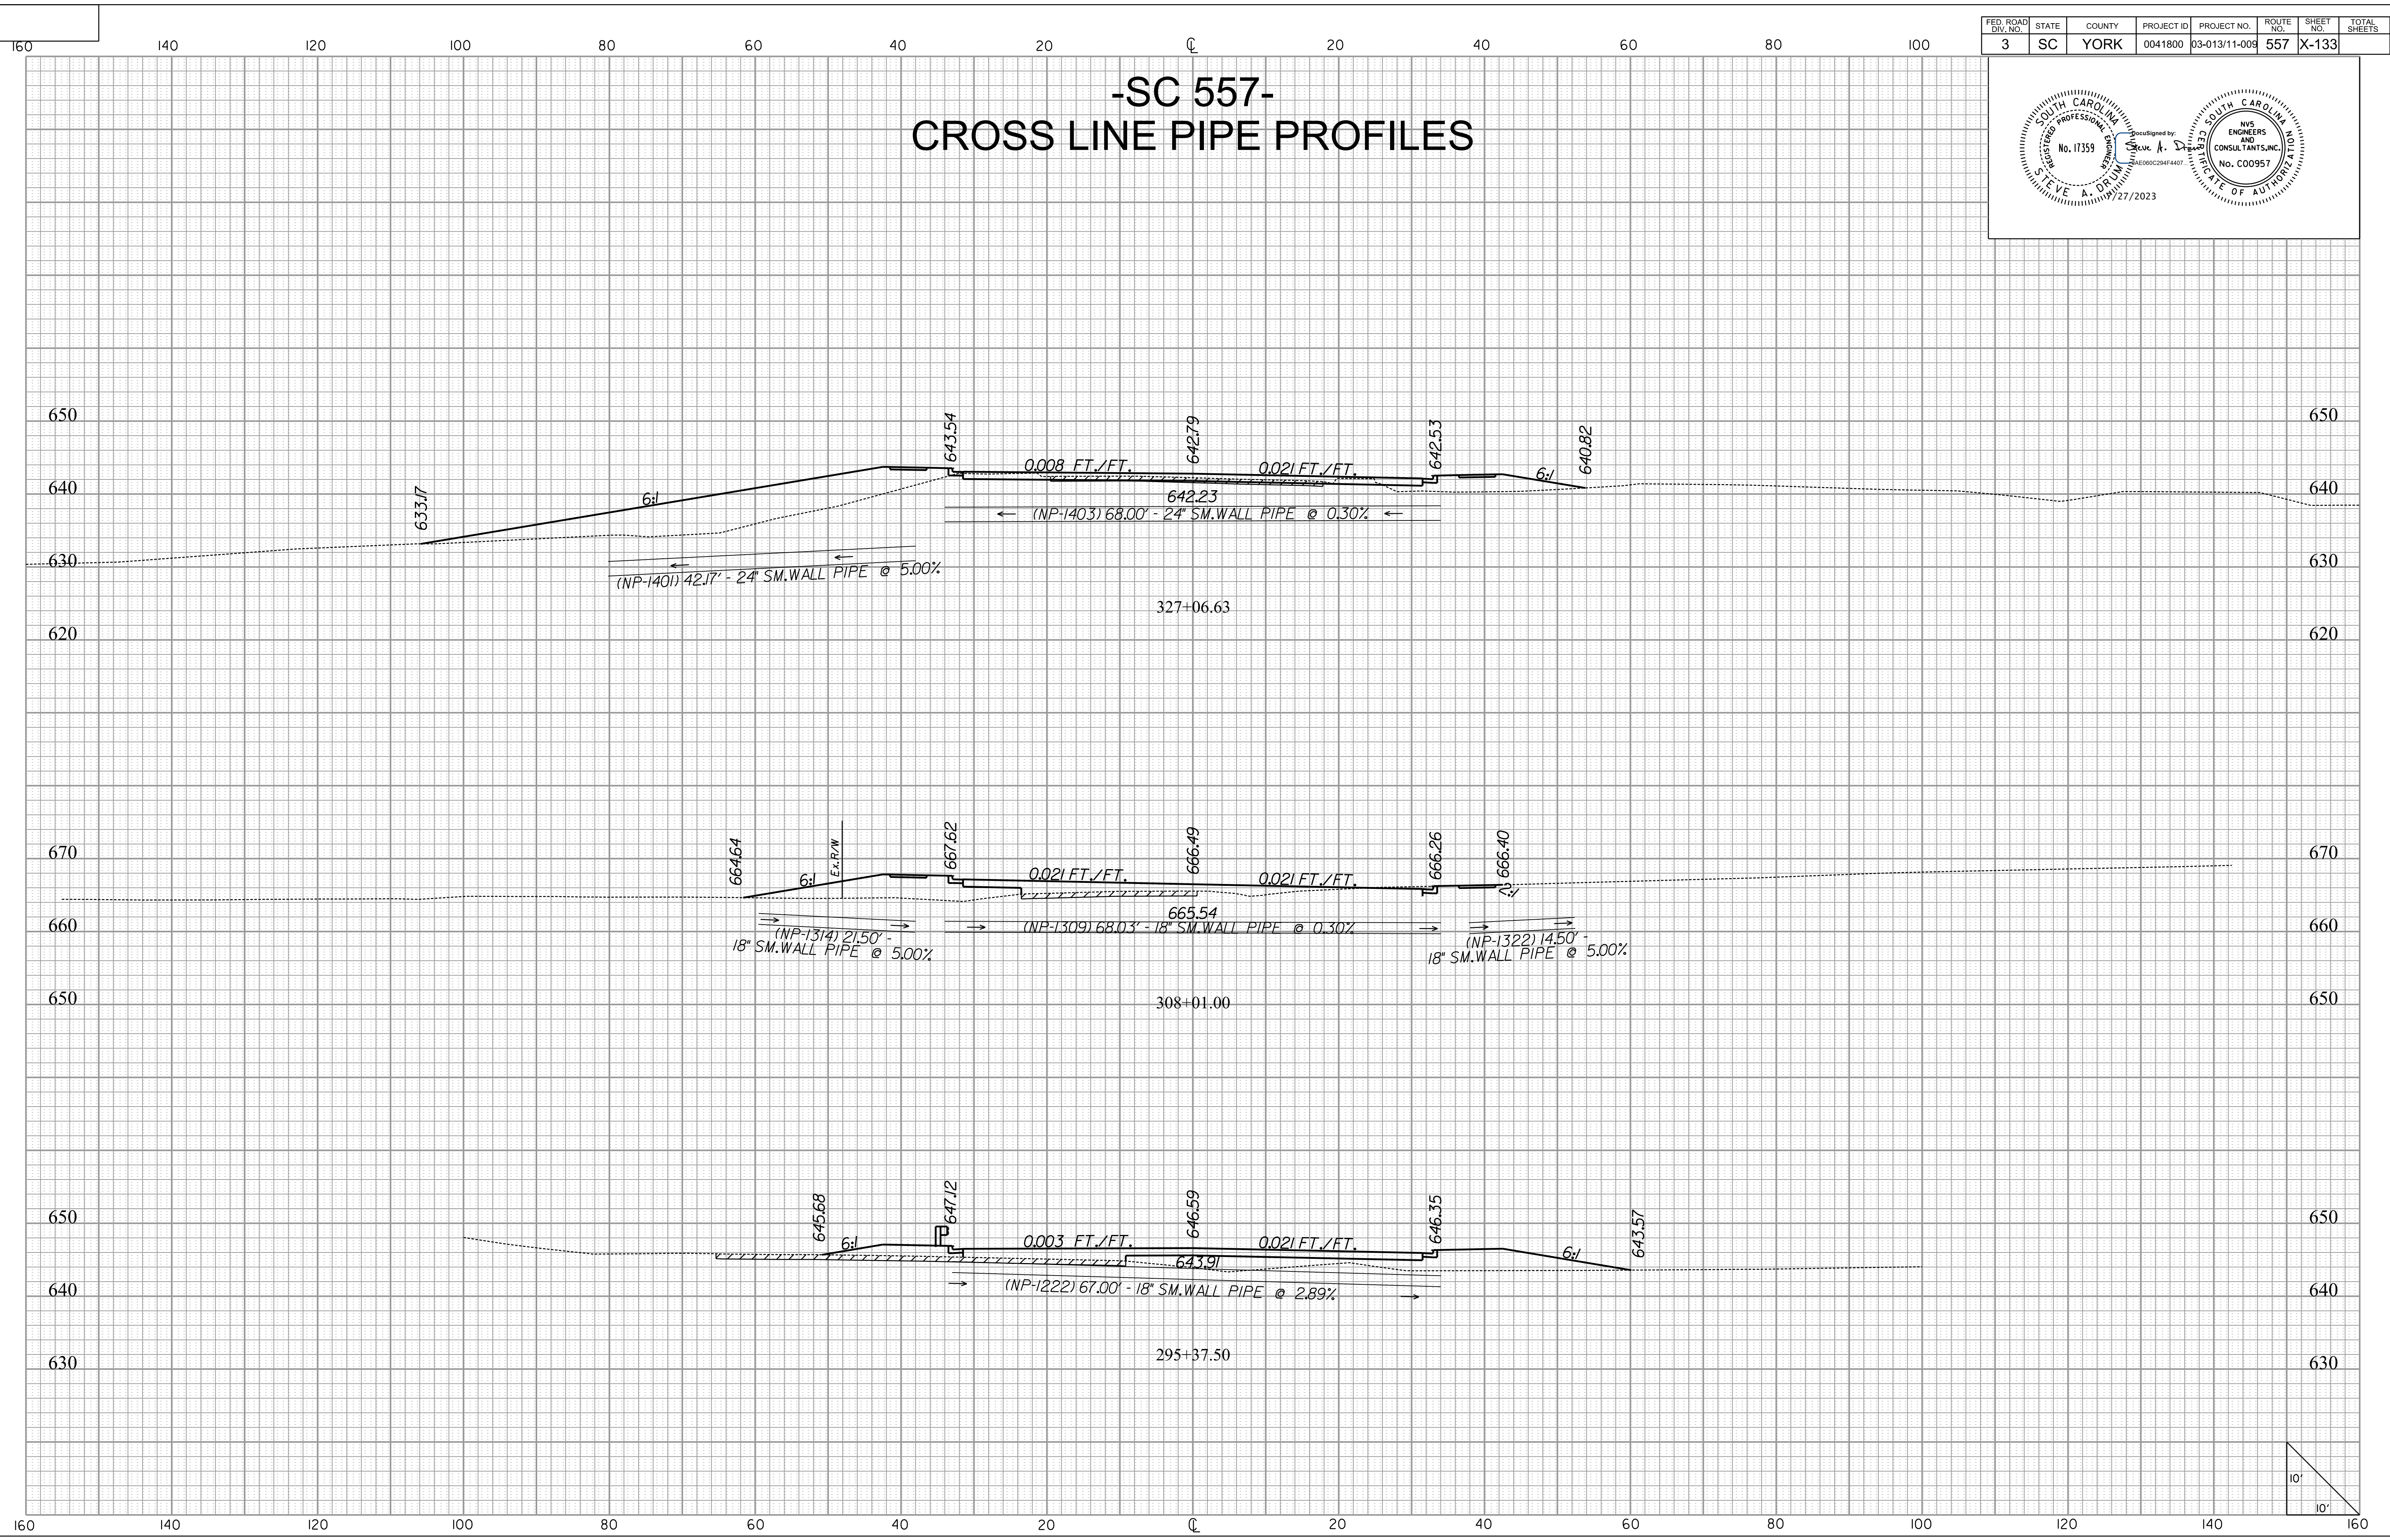 FED. ROAD DIV. NO. STATE COUNTY PROJECT ID PROJECT NO. ROUTE NO. SHEET NO. TOTAL SHEETS
3 SC YORK 0041800 03-013/11-009 557 X-133
160 140 120 100 80 60 40 20 ℄ 20 40 60 80 100
-SC 557-
CROSS LINE PIPE PROFILES
SOUTH CAROLINA
REGISTERED PROFESSIONAL ENGINEER
No. 17359
STEVE A. DRUM
DocuSigned by:
Steve A. Drum
AE060C294F4407...
/27/2023
SOUTH CAROLINA
CERTIFICATE OF AUTHORIZATION
NV5
ENGINEERS
AND
CONSULTANTS,INC.
No. C00957
650 650
640 640
630 630
620 620
633.17
643.54
642.79
642.53
640.82
6:1
0.008 FT./FT.
0.021 FT./FT.
6:1
642.23
(NP-1403) 68.00' - 24" SM.WALL PIPE @ 0.30%
(NP-1401) 42.17' - 24" SM.WALL PIPE @ 5.00%
327+06.63
670 670
660 660
650 650
664.64
Ex.R/W
667.62
666.49
666.26
666.40
6:1
0.021 FT./FT.
0.021 FT./FT.
2:1
665.54
(NP-1309) 68.03' - 18" SM.WALL PIPE @ 0.30%
(NP-1314) 21.50' -
18" SM.WALL PIPE @ 5.00%
(NP-1322) 14.50' -
18" SM.WALL PIPE @ 5.00%
308+01.00
650 650
640 640
630 630
645.68
647.12
646.59
646.35
643.57
6:1
0.003 FT./FT.
0.021 FT./FT.
6:1
643.91
(NP-1222) 67.00' - 18" SM.WALL PIPE @ 2.89%
295+37.50
10'
10'
160 140 120 100 80 60 40 20 ℄ 20 40 60 80 100 120 140 160